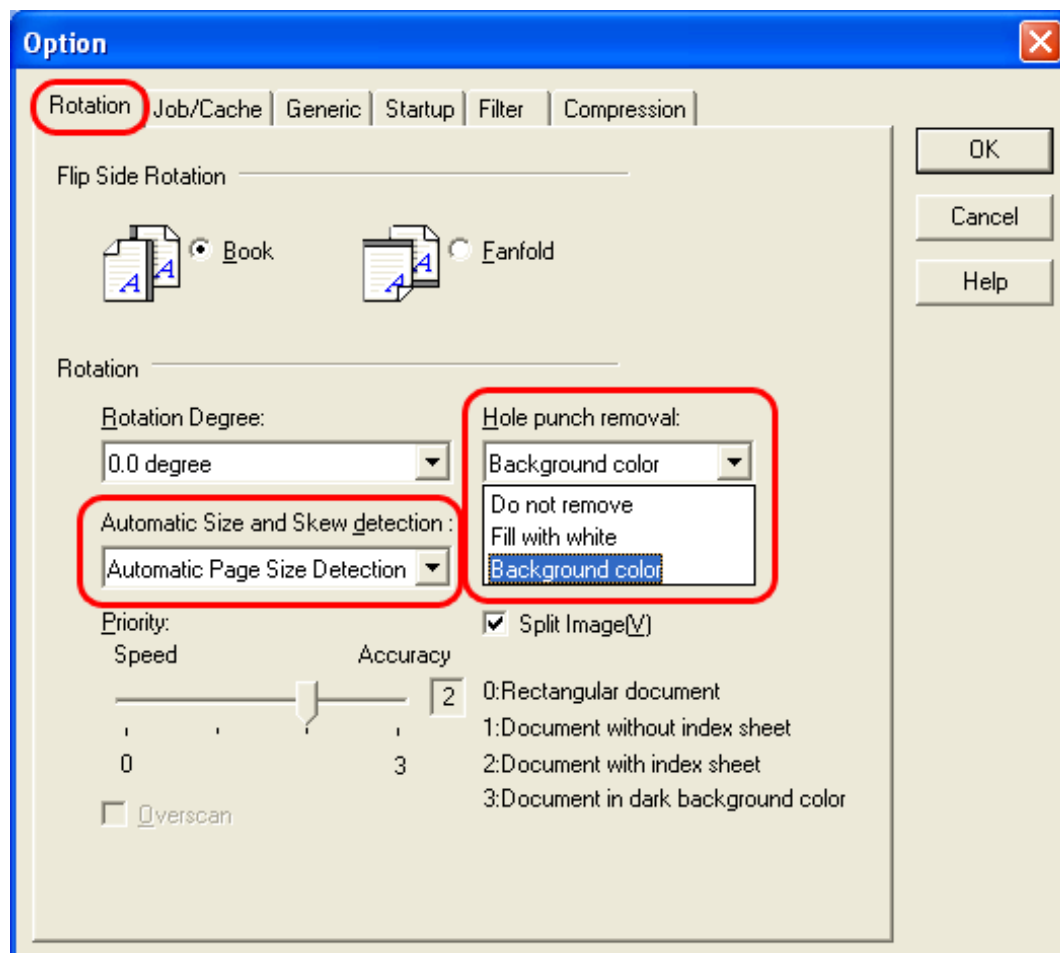 Option
Rotation Job/Cache Generic Startup Filter Compression
OK
Cancel
Help
Flip Side Rotation
A A Book A A Fanfold
Rotation
Rotation Degree:
0.0 degree
Hole punch removal:
Background color
Do not remove
Fill with white
Background color
Automatic Size and Skew detection :
Automatic Page Size Detection
Split Image(V)
Priority:
Speed Accuracy
2
0 3
0:Rectangular document
1:Document without index sheet
2:Document with index sheet
3:Document in dark background color
Overscan